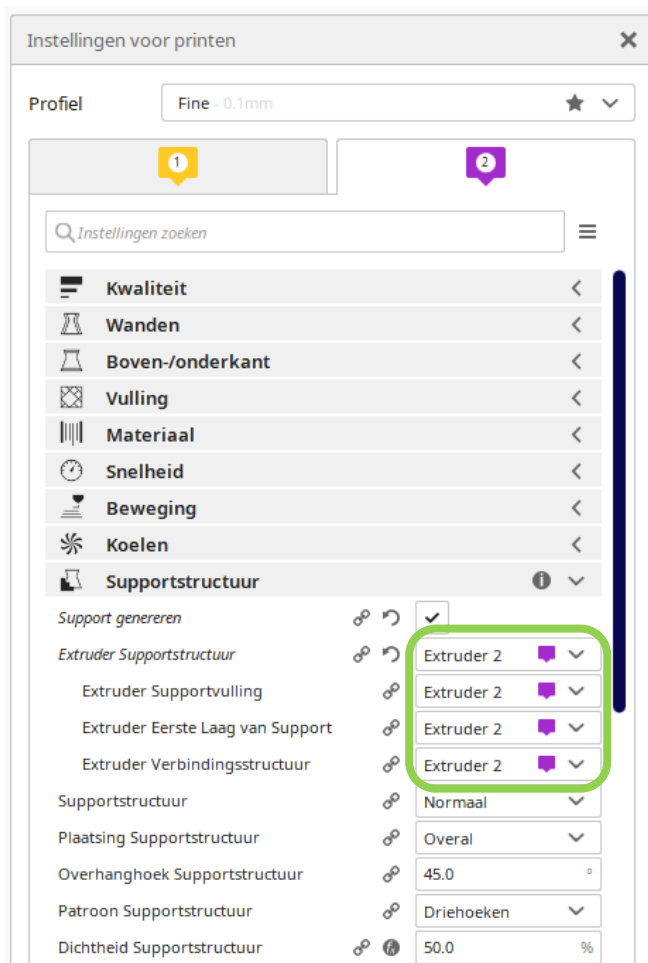 Instellingen voor printen
Profiel Fine - 0.1mm
1 2
Instellingen zoeken
Kwaliteit
Wanden
Boven-/onderkant
Vulling
Materiaal
Snelheid
Beweging
Koelen
Supportstructuur
Support genereren
Extruder Supportstructuur Extruder 2
Extruder Supportvulling Extruder 2
Extruder Eerste Laag van Support Extruder 2
Extruder Verbindingsstructuur Extruder 2
Supportstructuur Normaal
Plaatsing Supportstructuur Overal
Overhanghoek Supportstructuur 45.0 °
Patroon Supportstructuur Driehoeken
Dichtheid Supportstructuur fx 50.0 %